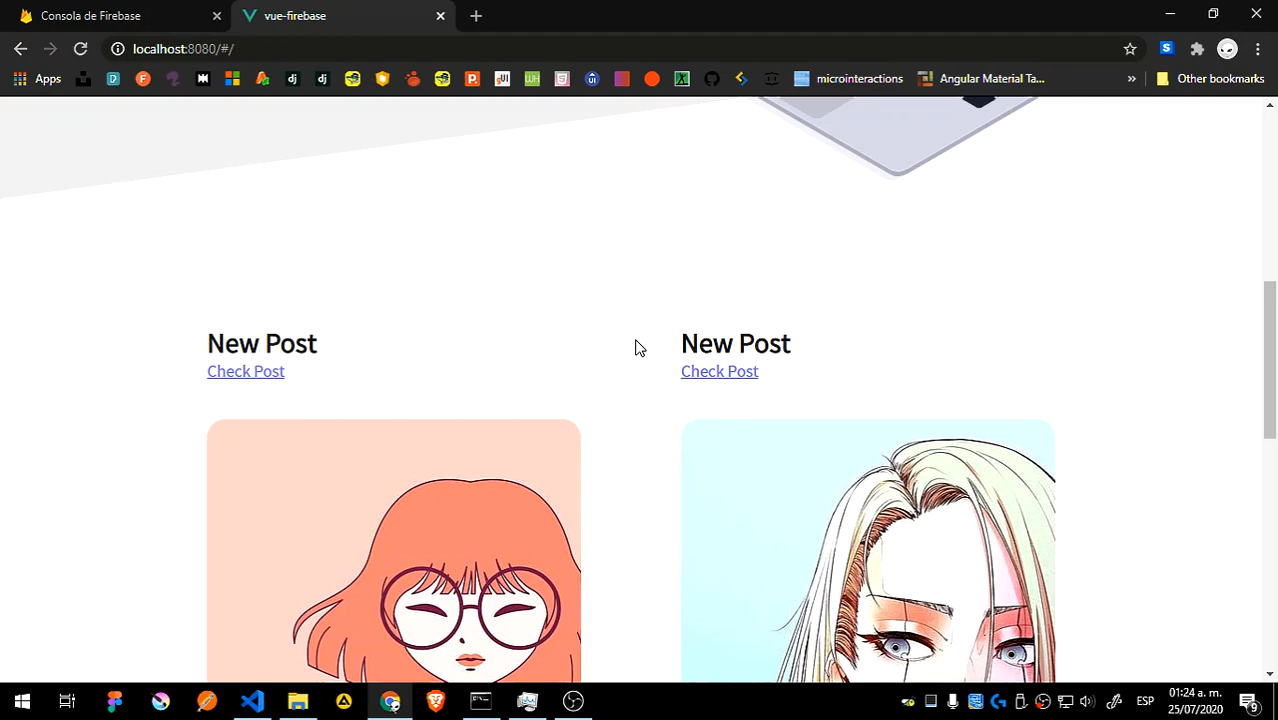 Consola de Firebase
vue-firebase
localhost:8080/#/
Apps
microinteractions
Angular Material Ta...
Other bookmarks
New Post
Check Post
New Post
Check Post
ESP
01:24 a. m.
25/07/2020